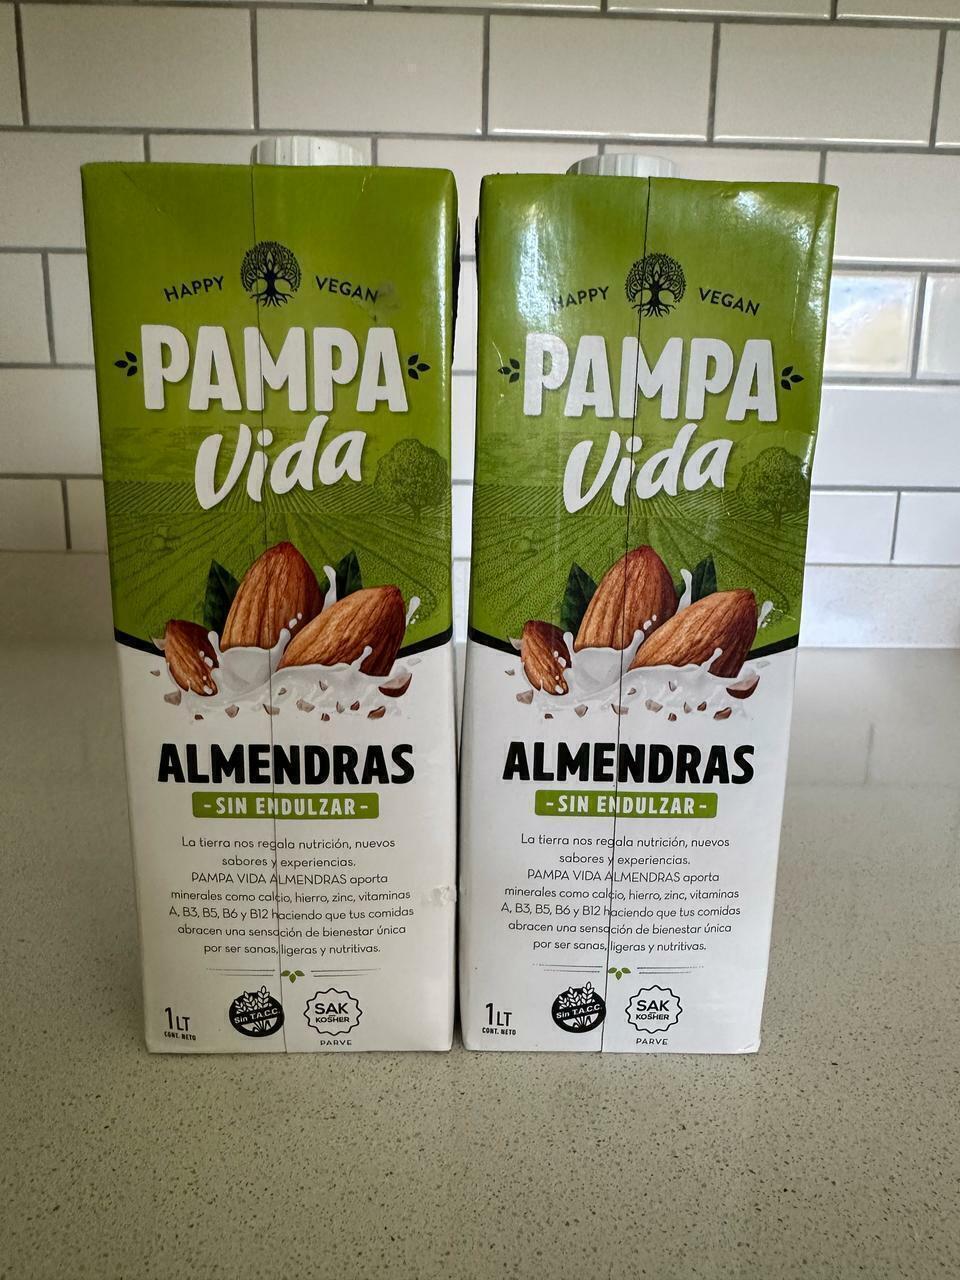 HAPPY VEGAN
PAMPA
Vida
ALMENDRAS
- SIN ENDULZAR -
La tierra nos regala nutrición, nuevos
sabores y experiencias.
PAMPA VIDA ALMENDRAS aporta
minerales como calcio, hierro, zinc, vitaminas
A, B3, B5, B6 y B12 haciendo que tus comidas
abracen una sensación de bienestar única
por ser sanas, ligeras y nutritivas.
1 LT
CONT. NETO
Sin T.A.C.C.
SAK
KOSHER
PARVE
HAPPY VEGAN
PAMPA
Vida
ALMENDRAS
- SIN ENDULZAR -
La tierra nos regala nutrición, nuevos
sabores y experiencias.
PAMPA VIDA ALMENDRAS aporta
minerales como calcio, hierro, zinc, vitaminas
A, B3, B5, B6 y B12 haciendo que tus comidas
abracen una sensación de bienestar única
por ser sanas, ligeras y nutritivas.
1 LT
CONT. NETO
Sin T.A.C.C.
SAK
KOSHER
PARVE